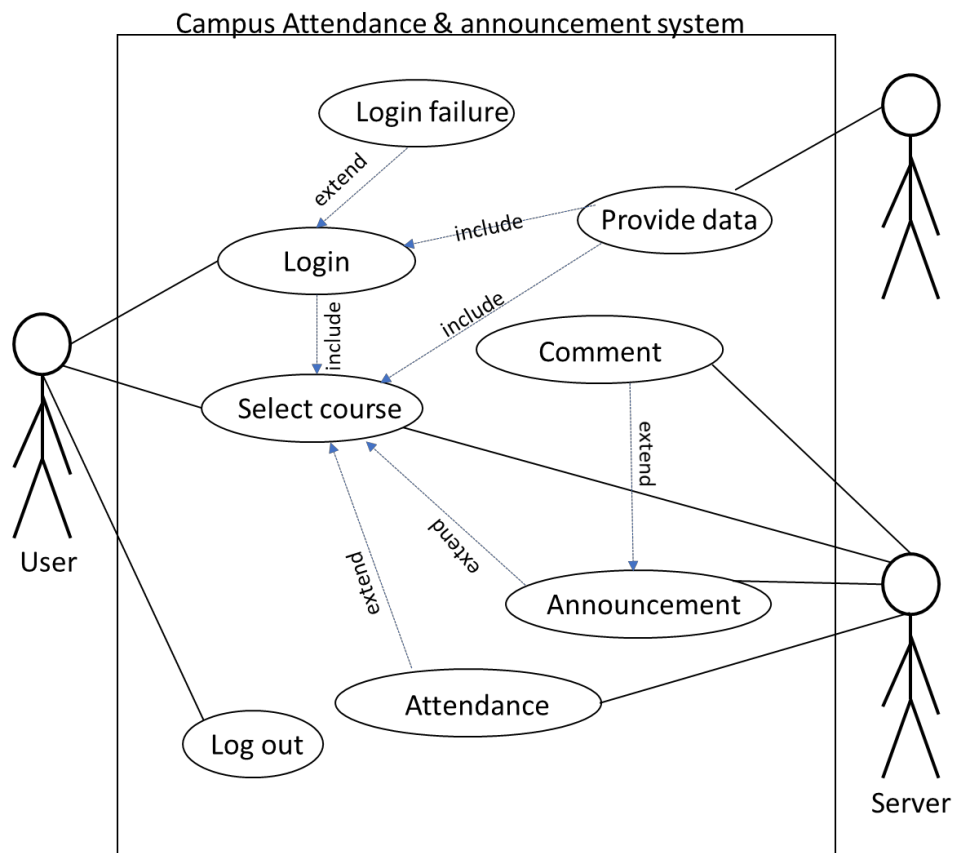 Campus Attendance & announcement system
Login failure
extend
Provide data
include
Login
include
include
Comment
Select course
extend
extend
extend
User
Announcement
Attendance
Log out
Server